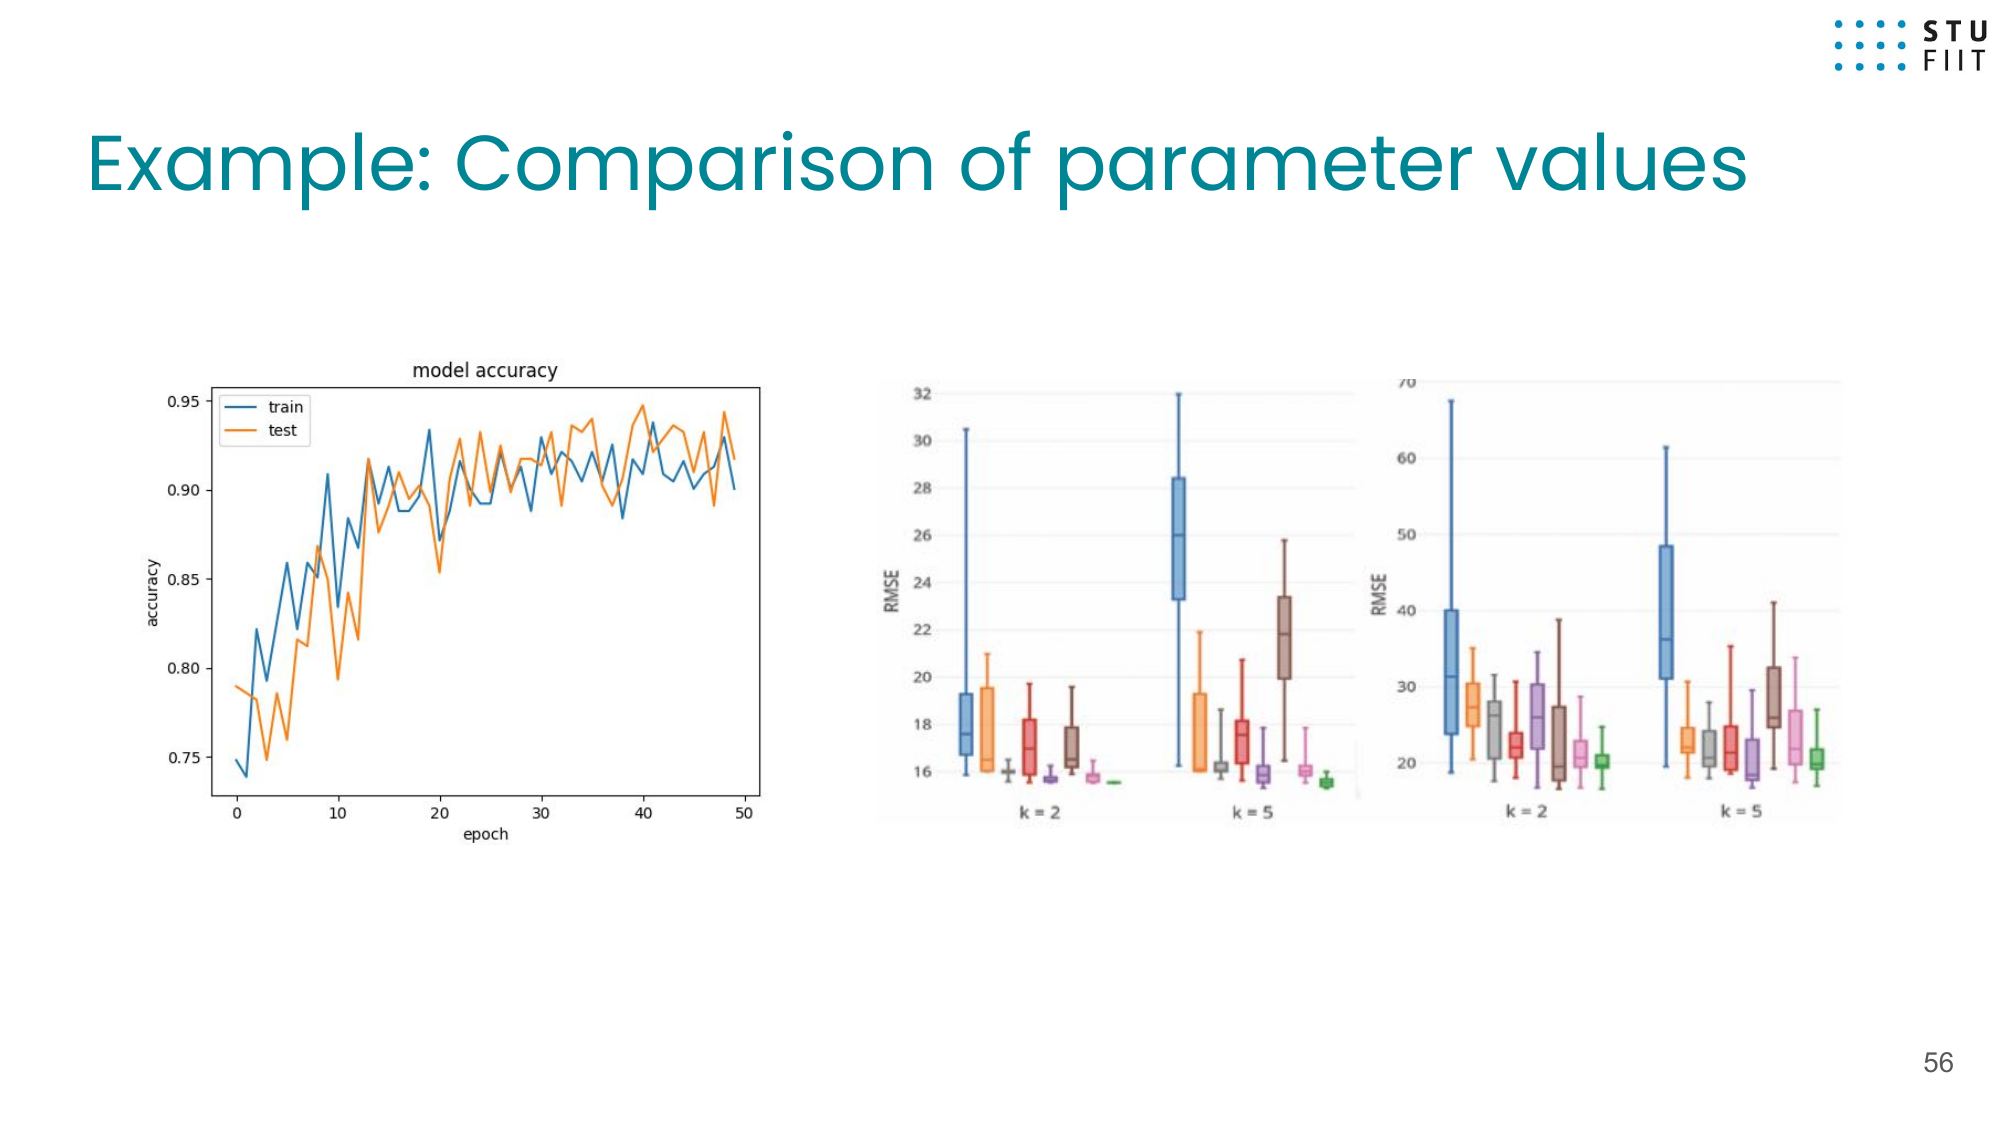 STU
FIIT
Example: Comparison of parameter values
model accuracy
train
test
0.95
0.90
0.85
0.80
0.75
accuracy
0 10 20 30 40 50
epoch
32
30
28
26
24
22
20
18
16
RMSE
k = 2 k = 5
70
60
50
40
30
20
RMSE
k = 2 k = 5
56